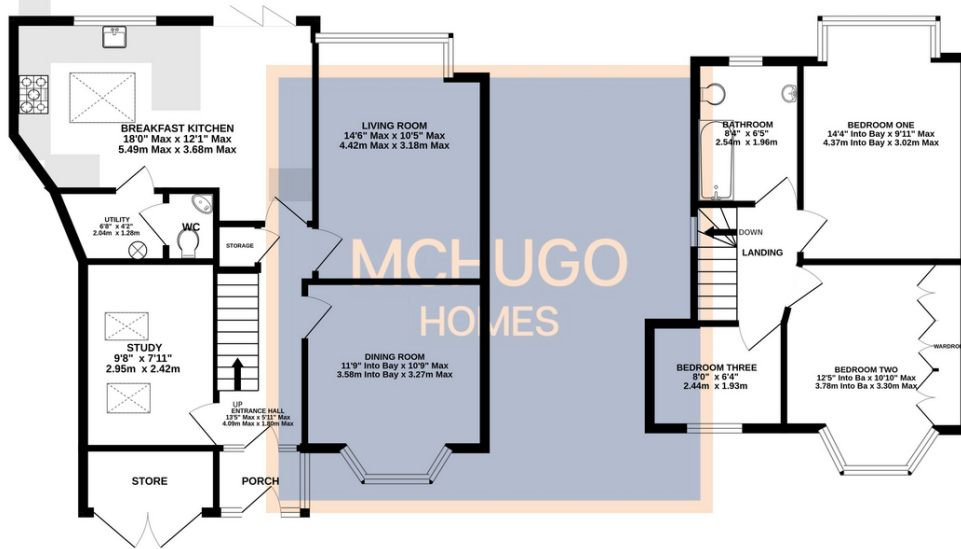 BREAKFAST KITCHEN
18'0" Max x 12'1" Max
5.49m Max x 3.68m Max
LIVING ROOM
14'6" Max x 10'5" Max
4.42m Max x 3.18m Max
UTILITY
6'8" x 4'2"
2.04m x 1.28m
WC
STORAGE
STUDY
9'8" x 7'11"
2.95m x 2.42m
UP
ENTRANCE HALL
13'5" Max x 5'11" Max
4.09m Max x 1.80m Max
DINING ROOM
11'9" Into Bay x 10'9" Max
3.58m Into Bay x 3.27m Max
STORE
PORCH
MCHUGO
HOMES
BATHROOM
8'4" x 6'5"
2.54m x 1.96m
BEDROOM ONE
14'4" Into Bay x 9'11" Max
4.37m Into Bay x 3.02m Max
DOWN
LANDING
BEDROOM THREE
8'0" x 6'4"
2.44m x 1.93m
BEDROOM TWO
12'5" Into Ba x 10'10" Max
3.78m Into Ba x 3.30m Max